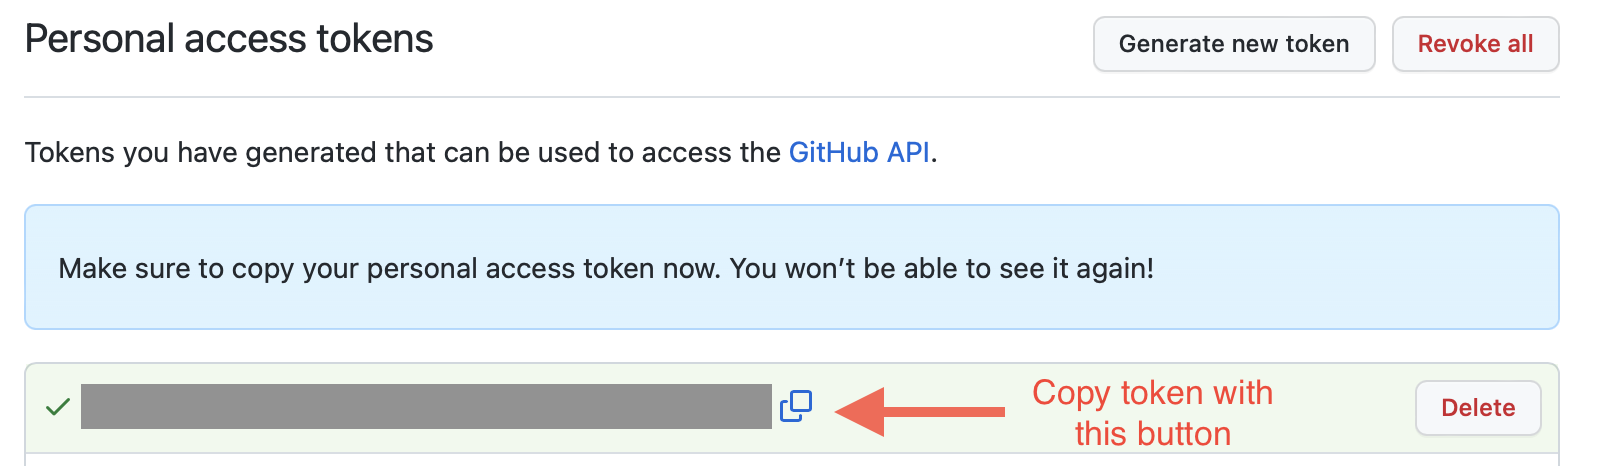 Personal access tokens
Generate new token
Revoke all
Tokens you have generated that can be used to access the GitHub API.
Make sure to copy your personal access token now. You won’t be able to see it again!
Copy token with
this button
Delete